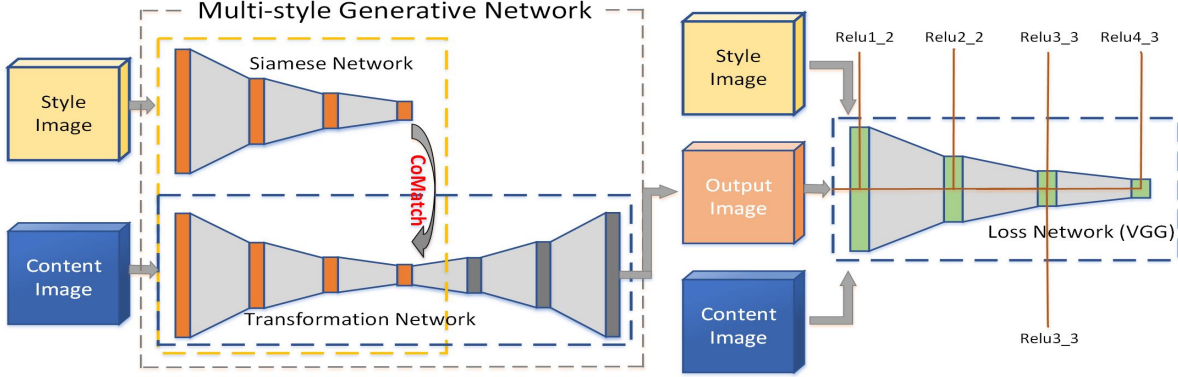 Multi-style Generative Network
Style
Image
Siamese Network
CoMatch
Content
Image
Transformation Network
Style
Image
Output
Image
Content
Image
Relu1_2
Relu2_2
Relu3_3
Relu4_3
Loss Network (VGG)
Relu3_3